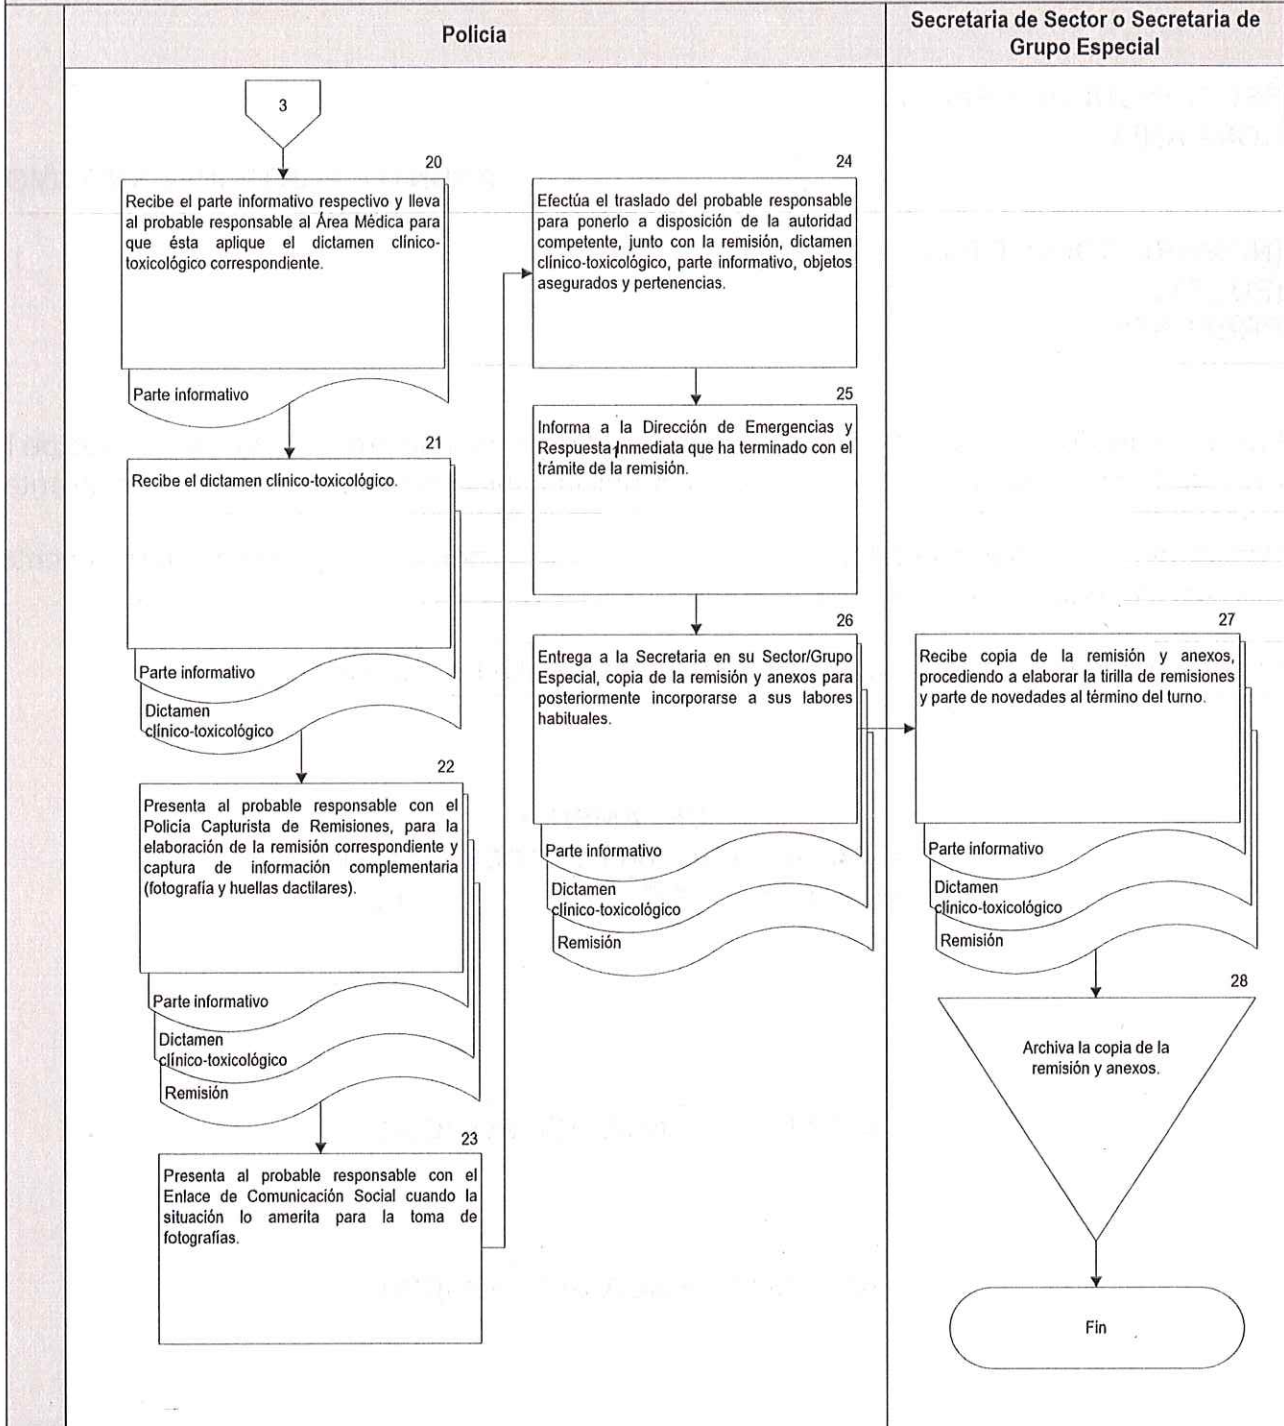 Policía
Secretaria de Sector o Secretaria de
Grupo Especial
3
20
Recibe el parte informativo respectivo y lleva
al probable responsable al Área Médica para
que ésta aplique el dictamen clínico-
toxicológico correspondiente.
Parte informativo
21
Recibe el dictamen clínico-toxicológico.
Parte informativo
Dictamen
clínico-toxicológico
22
Presenta al probable responsable con el
Policía Capturista de Remisiones, para la
elaboración de la remisión correspondiente y
captura de información complementaria
(fotografía y huellas dactilares).
Parte informativo
Dictamen
clínico-toxicológico
Remisión
23
Presenta al probable responsable con el
Enlace de Comunicación Social cuando la
situación lo amerita para la toma de
fotografías.
24
Efectúa el traslado del probable responsable
para ponerlo a disposición de la autoridad
competente, junto con la remisión, dictamen
clínico-toxicológico, parte informativo, objetos
asegurados y pertenencias.
25
Informa a la Dirección de Emergencias y
Respuesta Inmediata que ha terminado con el
trámite de la remisión.
26
Entrega a la Secretaria en su Sector/Grupo
Especial, copia de la remisión y anexos para
posteriormente incorporarse a sus labores
habituales.
Parte informativo
Dictamen
clínico-toxicológico
Remisión
27
Recibe copia de la remisión y anexos,
procediendo a elaborar la tirilla de remisiones
y parte de novedades al término del turno.
Parte informativo
Dictamen
clínico-toxicológico
Remisión
28
Archiva la copia de la
remisión y anexos.
Fin